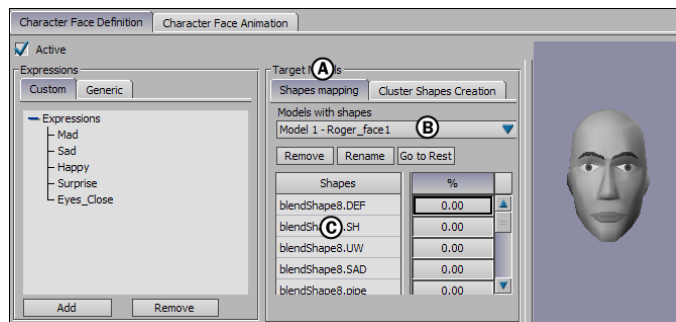 Character Face Definition
Character Face Animation
Active
Expressions
Custom
Generic
Expressions
Mad
Sad
Happy
Surprise
Eyes_Close
Add
Remove
A
Shapes mapping
Cluster Shapes Creation
Models with shapes
Model 1 - Roger_face1
B
Remove
Rename
Go to Rest
Shapes
%
blendShape8.DEF
0.00
C
0.00
blendShape8.UW
0.00
blendShape8.SAD
0.00
blendShape8.pipe
0.00